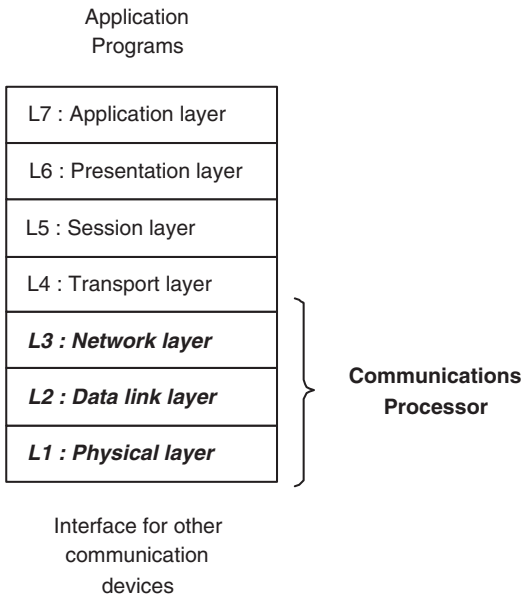 Application
Programs
L7 : Application layer
L6 : Presentation layer
L5 : Session layer
L4 : Transport layer
L3 : Network layer
L2 : Data link layer
L1 : Physical layer
Communications
Processor
Interface for other
communication
devices